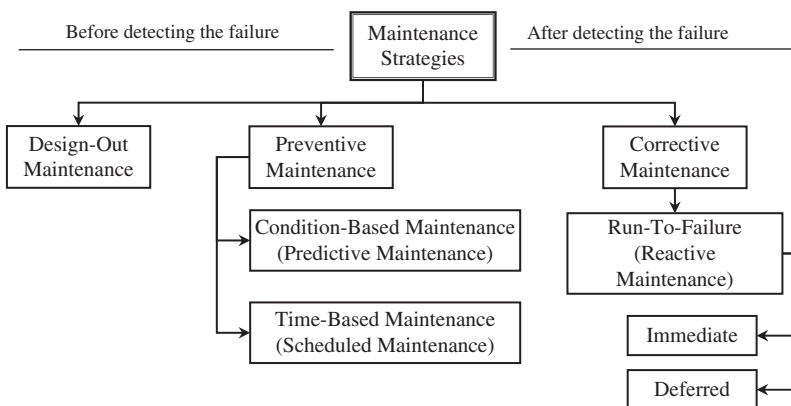 Before detecting the failure
Maintenance
Strategies
After detecting the failure
Design-Out
Maintenance
Preventive
Maintenance
Corrective
Maintenance
Condition-Based Maintenance
(Predictive Maintenance)
Run-To-Failure
(Reactive
Maintenance)
Time-Based Maintenance
(Scheduled Maintenance)
Immediate
Deferred